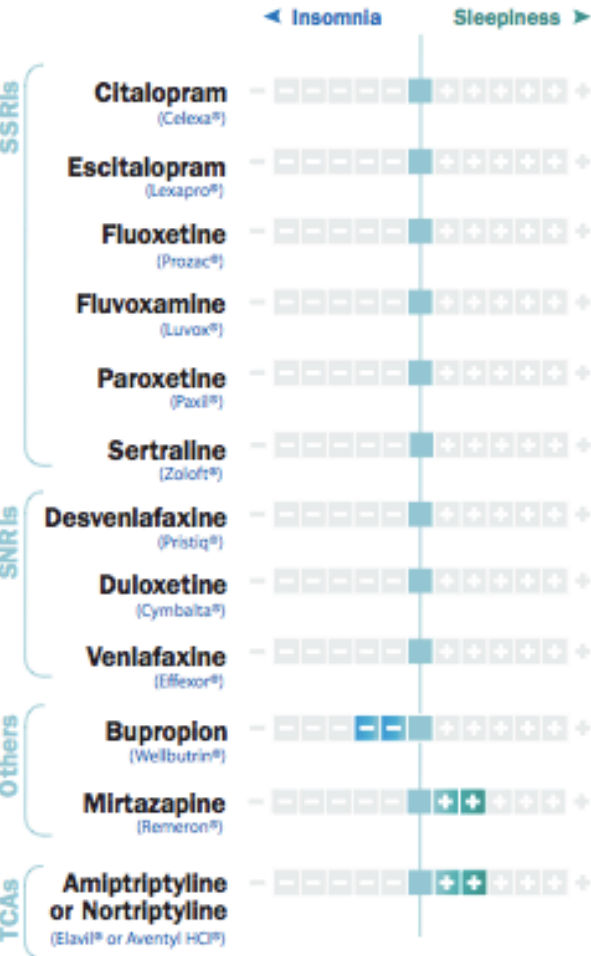 Insomnia Sleepiness
SSRIs
Citalopram
(Celexa®)
Escitalopram
(Lexapro®)
Fluoxetine
(Prozac®)
Fluvoxamine
(Luvox®)
Paroxetine
(Paxil®)
Sertraline
(Zoloft®)
SNRIs
Desvenlafaxine
(Pristiq®)
Duloxetine
(Cymbalta®)
Venlafaxine
(Effexor®)
Others
Bupropion
(Wellbutrin®)
Mirtazapine
(Remeron®)
TCAs
Amiptriptyline
or Nortriptyline
(Elavil® or Aventyl HCl®)